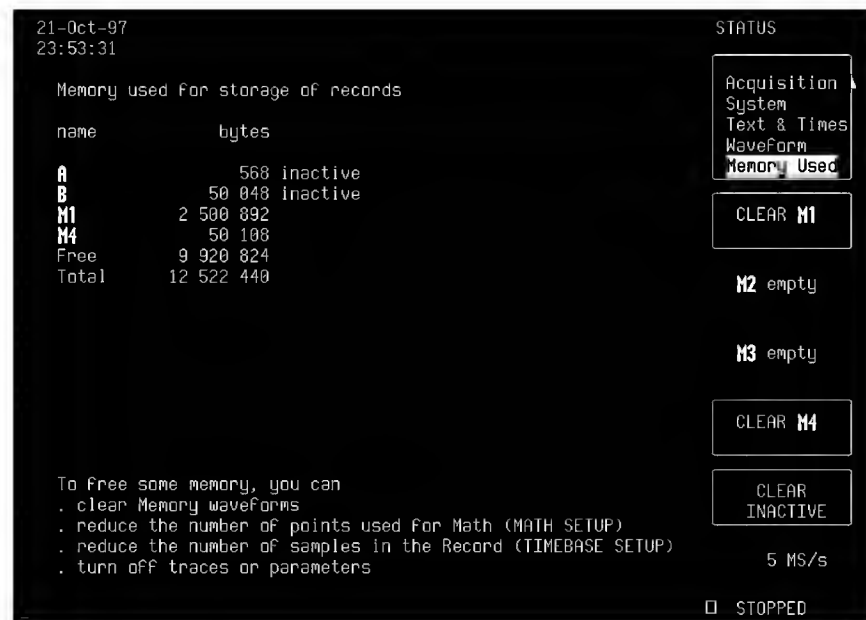 21-Oct-97
23:53:31
Memory used for storage of records
name bytes
A 568 inactive
B 50 048 inactive
M1 2 500 892
M4 50 108
Free 9 920 824
Total 12 522 440
To free some memory, you can
. clear Memory waveforms
. reduce the number of points used for Math (MATH SETUP)
. reduce the number of samples in the Record (TIMEBASE SETUP)
. turn off traces or parameters
STATUS
Acquisition
System
Text & Times
Waveform
Memory Used
CLEAR M1
M2 empty
M3 empty
CLEAR M4
CLEAR
INACTIVE
5 MS/s
STOPPED